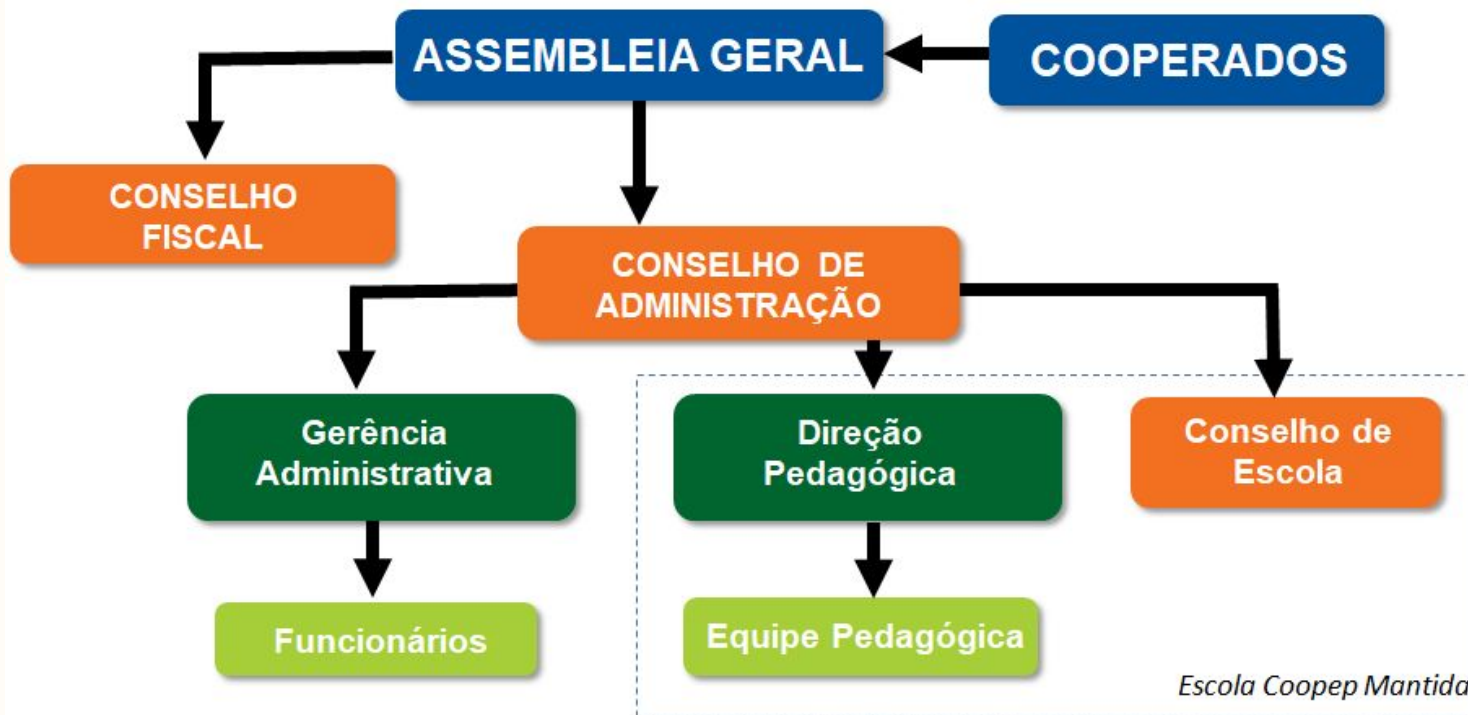 ASSEMBLEIA GERAL
COOPERADOS
CONSELHO
FISCAL
CONSELHO DE
ADMINISTRAÇÃO
Gerência
Administrativa
Direção
Pedagógica
Conselho de
Escola
Funcionários
Equipe Pedagógica
Escola Coopep Mantida